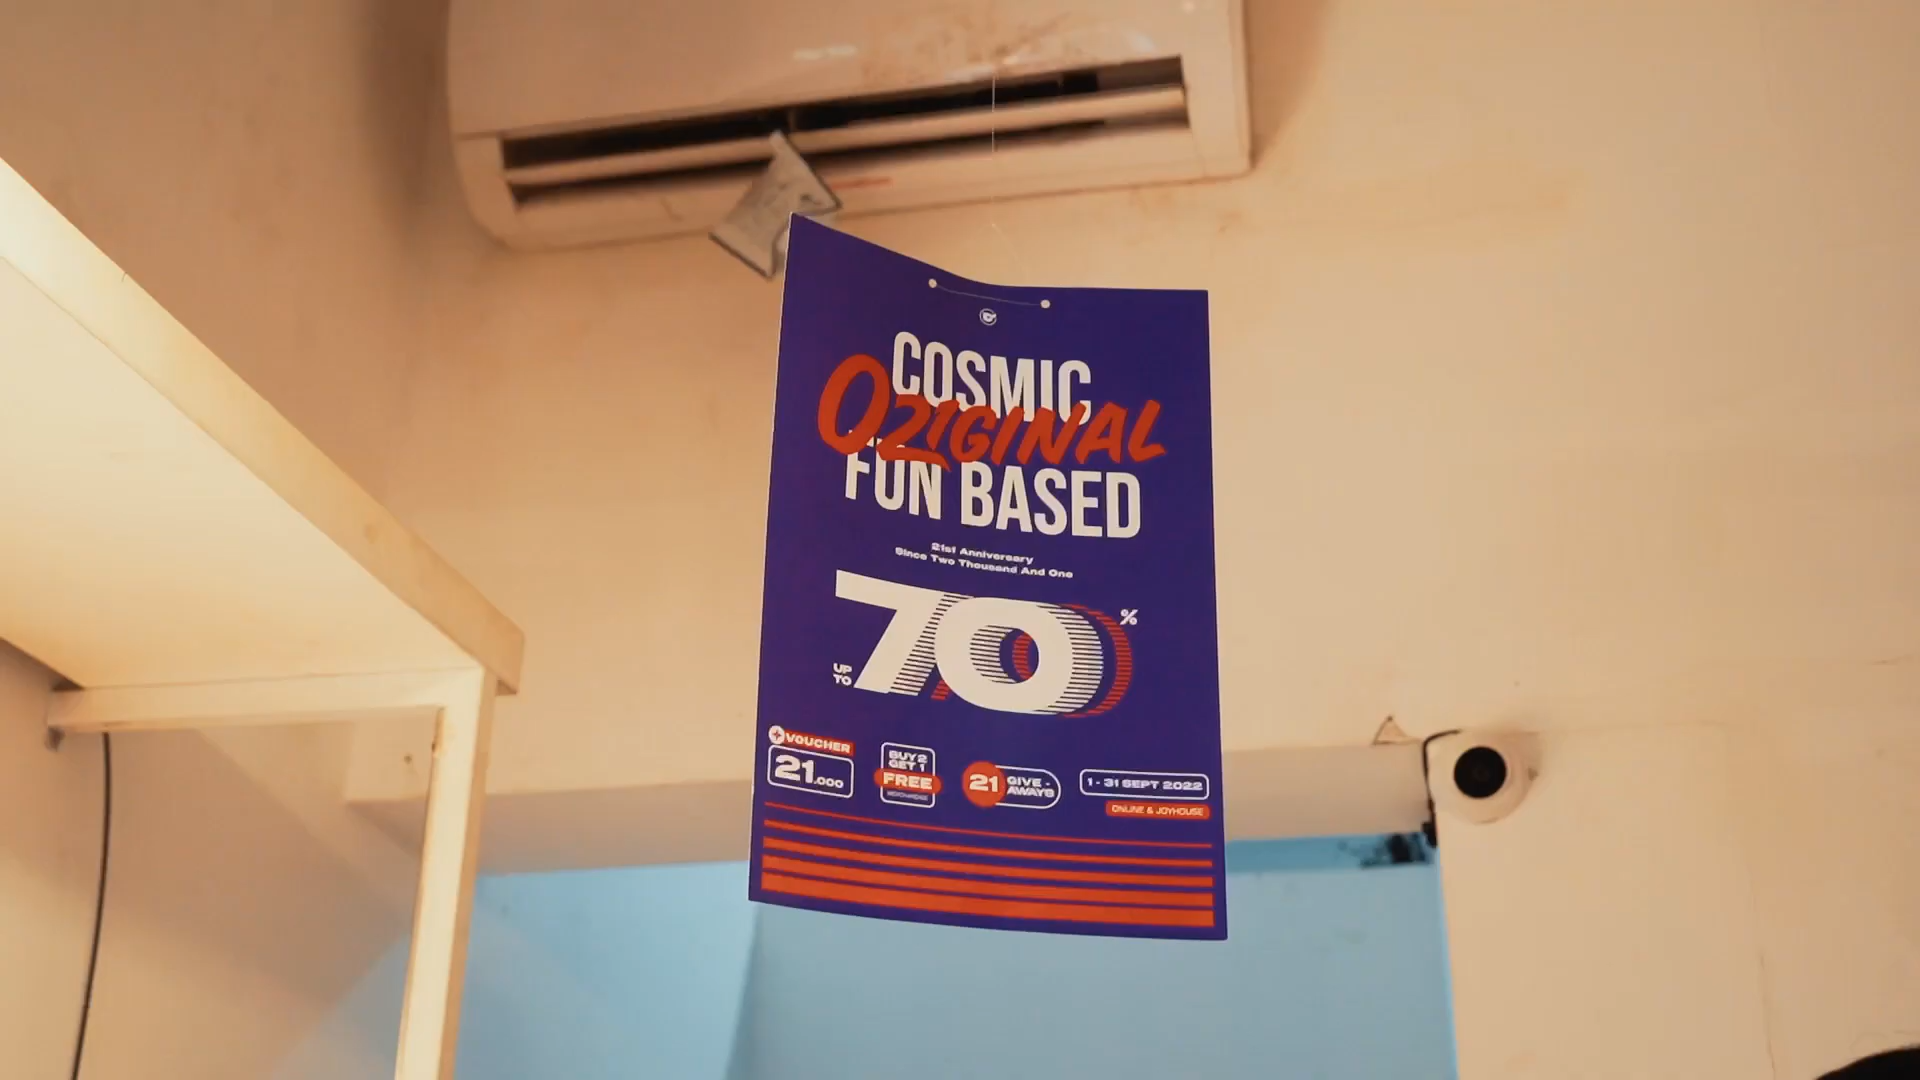 COSMIC
O21GINAL
FUN BASED
21st Anniversary
Since Two Thousand And One
UP TO 70%
VOUCHER
21.000
BUY 2
GET 1
FREE
MERCHANDISE
21 GIVE-
AWAYS
1 - 31 SEPT 2022
ONLINE & JOYHOUSE